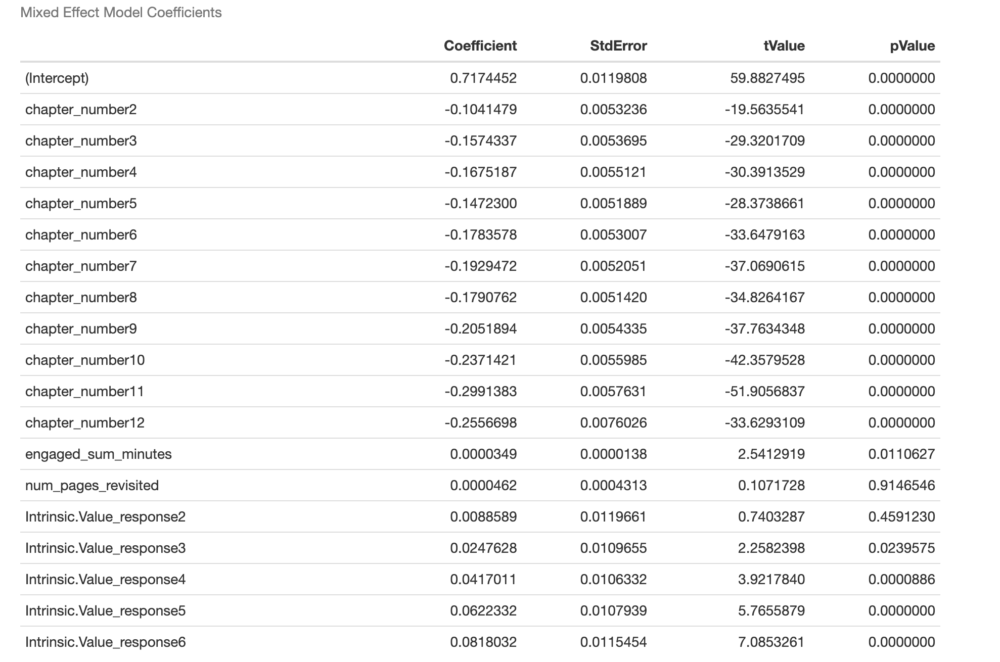 Mixed Effect Model Coefficients
Coefficient StdError tValue pValue
(Intercept) 0.7174452 0.0119808 59.8827495 0.0000000
chapter_number2 -0.1041479 0.0053236 -19.5635541 0.0000000
chapter_number3 -0.1574337 0.0053695 -29.3201709 0.0000000
chapter_number4 -0.1675187 0.0055121 -30.3913529 0.0000000
chapter_number5 -0.1472300 0.0051889 -28.3738661 0.0000000
chapter_number6 -0.1783578 0.0053007 -33.6479163 0.0000000
chapter_number7 -0.1929472 0.0052051 -37.0690615 0.0000000
chapter_number8 -0.1790762 0.0051420 -34.8264167 0.0000000
chapter_number9 -0.2051894 0.0054335 -37.7634348 0.0000000
chapter_number10 -0.2371421 0.0055985 -42.3579528 0.0000000
chapter_number11 -0.2991383 0.0057631 -51.9056837 0.0000000
chapter_number12 -0.2556698 0.0076026 -33.6293109 0.0000000
engaged_sum_minutes 0.0000349 0.0000138 2.5412919 0.0110627
num_pages_revisited 0.0000462 0.0004313 0.1071728 0.9146546
Intrinsic.Value_response2 0.0088589 0.0119661 0.7403287 0.4591230
Intrinsic.Value_response3 0.0247628 0.0109655 2.2582398 0.0239575
Intrinsic.Value_response4 0.0417011 0.0106332 3.9217840 0.0000886
Intrinsic.Value_response5 0.0622332 0.0107939 5.7655879 0.0000000
Intrinsic.Value_response6 0.0818032 0.0115454 7.0853261 0.0000000